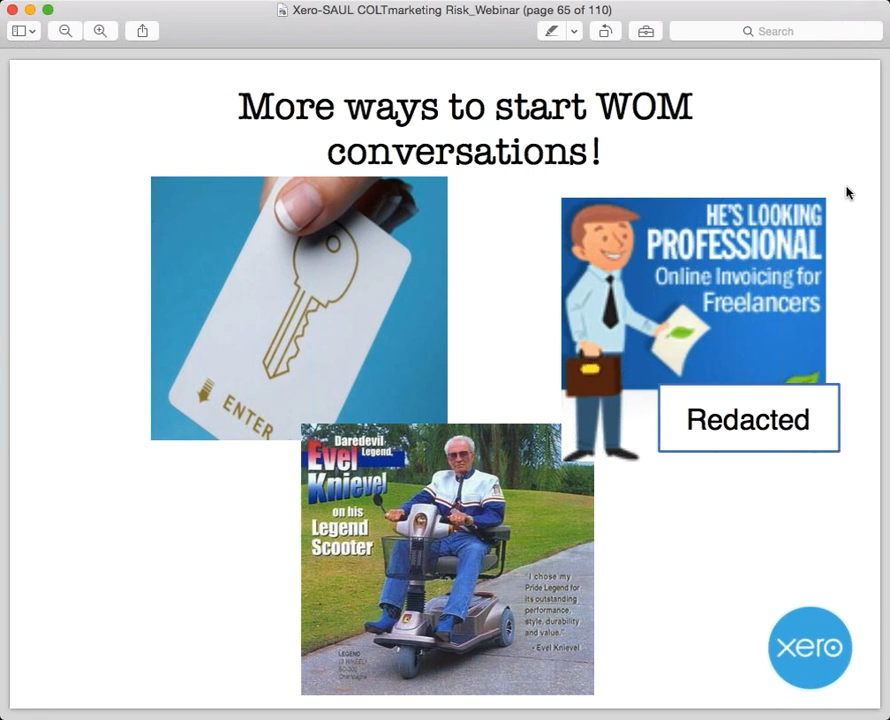 Xero-SAUL COLTmarketing Risk_Webinar (page 65 of 110)
Search
More ways to start WOM
conversations!
ENTER
HE'S LOOKING
PROFESSIONAL
Online Invoicing for
Freelancers
Redacted
Daredevil
Legend,
Evel
Knievel
on his
Legend
Scooter
"I chose my
Pride Legend for
its outstanding
performance,
style, durability
and value."
- Evel Knievel
LEGEND
xero